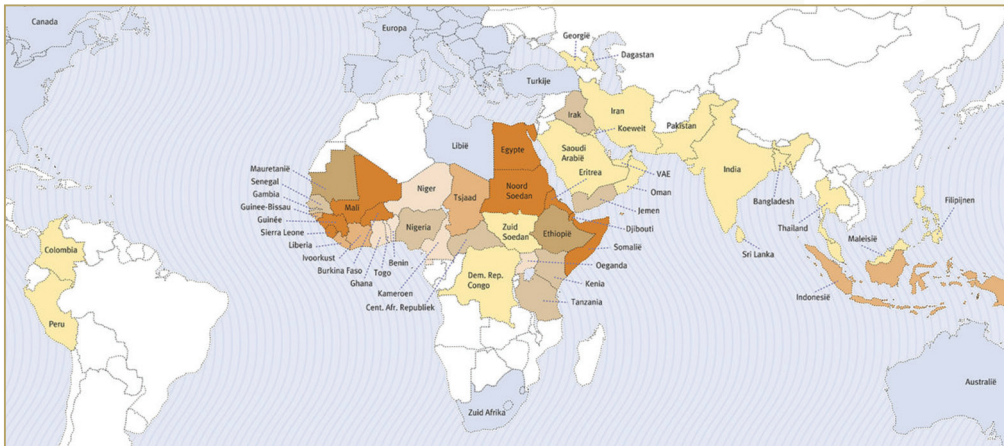 Canada
Europa
Georgië
Dagastan
Turkije
Irak
Iran
Koeweit
Pakistan
Libië
Egypte
Saoudi
Arabië
India
VAE
Oman
Eritrea
Jemen
Bangladesh
Filipijnen
Mauretanië
Senegal
Gambia
Guinee-Bissau
Guinée
Sierra Leone
Liberia
Ivoorkust
Burkina Faso
Ghana
Togo
Benin
Kameroen
Cent. Afr. Republiek
Mali
Niger
Tsjaad
Noord
Soedan
Nigeria
Zuid
Soedan
Ethiopië
Djibouti
Somalië
Oeganda
Kenia
Tanzania
Dem. Rep.
Congo
Thailand
Sri Lanka
Maleisië
Indonesië
Colombia
Peru
Zuid Afrika
Australië